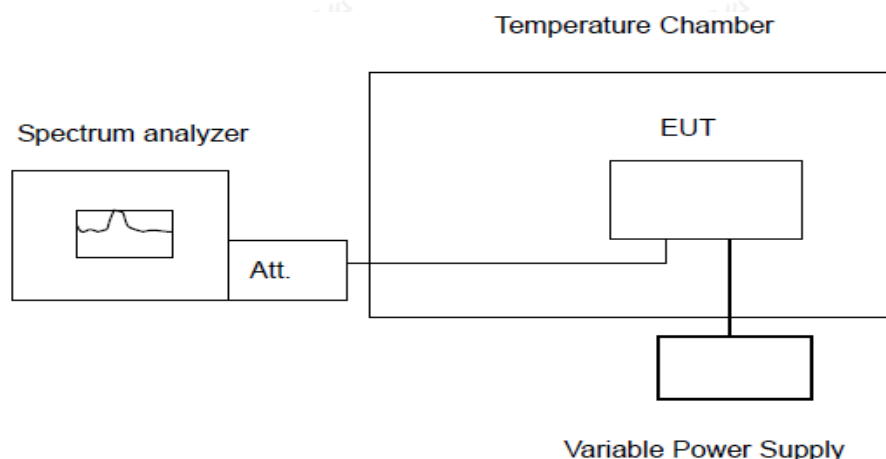 Temperature Chamber
Spectrum analyzer
EUT
Att.
Variable Power Supply